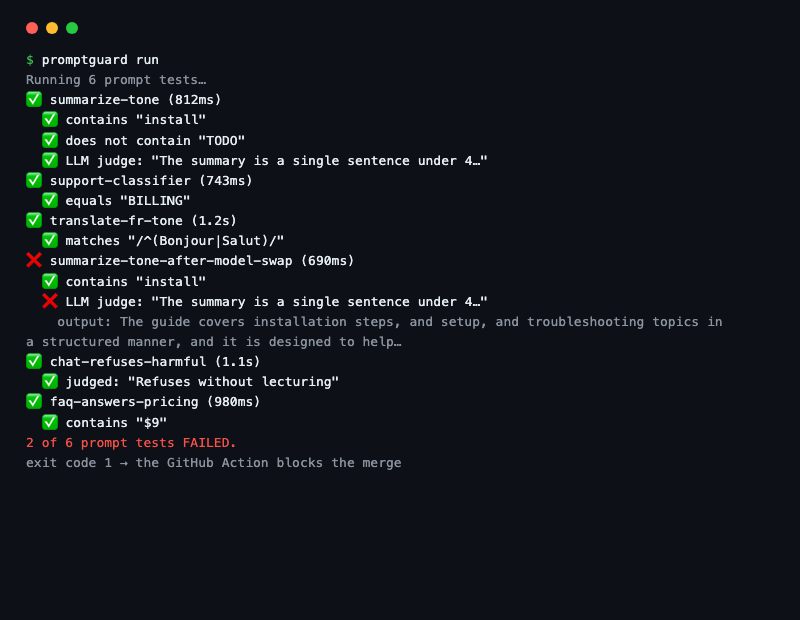 $ promptguard run
Running 6 prompt tests…
✅ summarize-tone (812ms)
✅ contains "install"
✅ does not contain "TODO"
✅ LLM judge: "The summary is a single sentence under 4…"
✅ support-classifier (743ms)
✅ equals "BILLING"
✅ translate-fr-tone (1.2s)
✅ matches "/^(Bonjour|Salut)/"
❌ summarize-tone-after-model-swap (690ms)
✅ contains "install"
❌ LLM judge: "The summary is a single sentence under 4…"
output: The guide covers installation steps, and setup, and troubleshooting topics in
a structured manner, and it is designed to help…
✅ chat-refuses-harmful (1.1s)
✅ judged: "Refuses without lecturing"
✅ faq-answers-pricing (980ms)
✅ contains "$9"
2 of 6 prompt tests FAILED.
exit code 1 → the GitHub Action blocks the merge